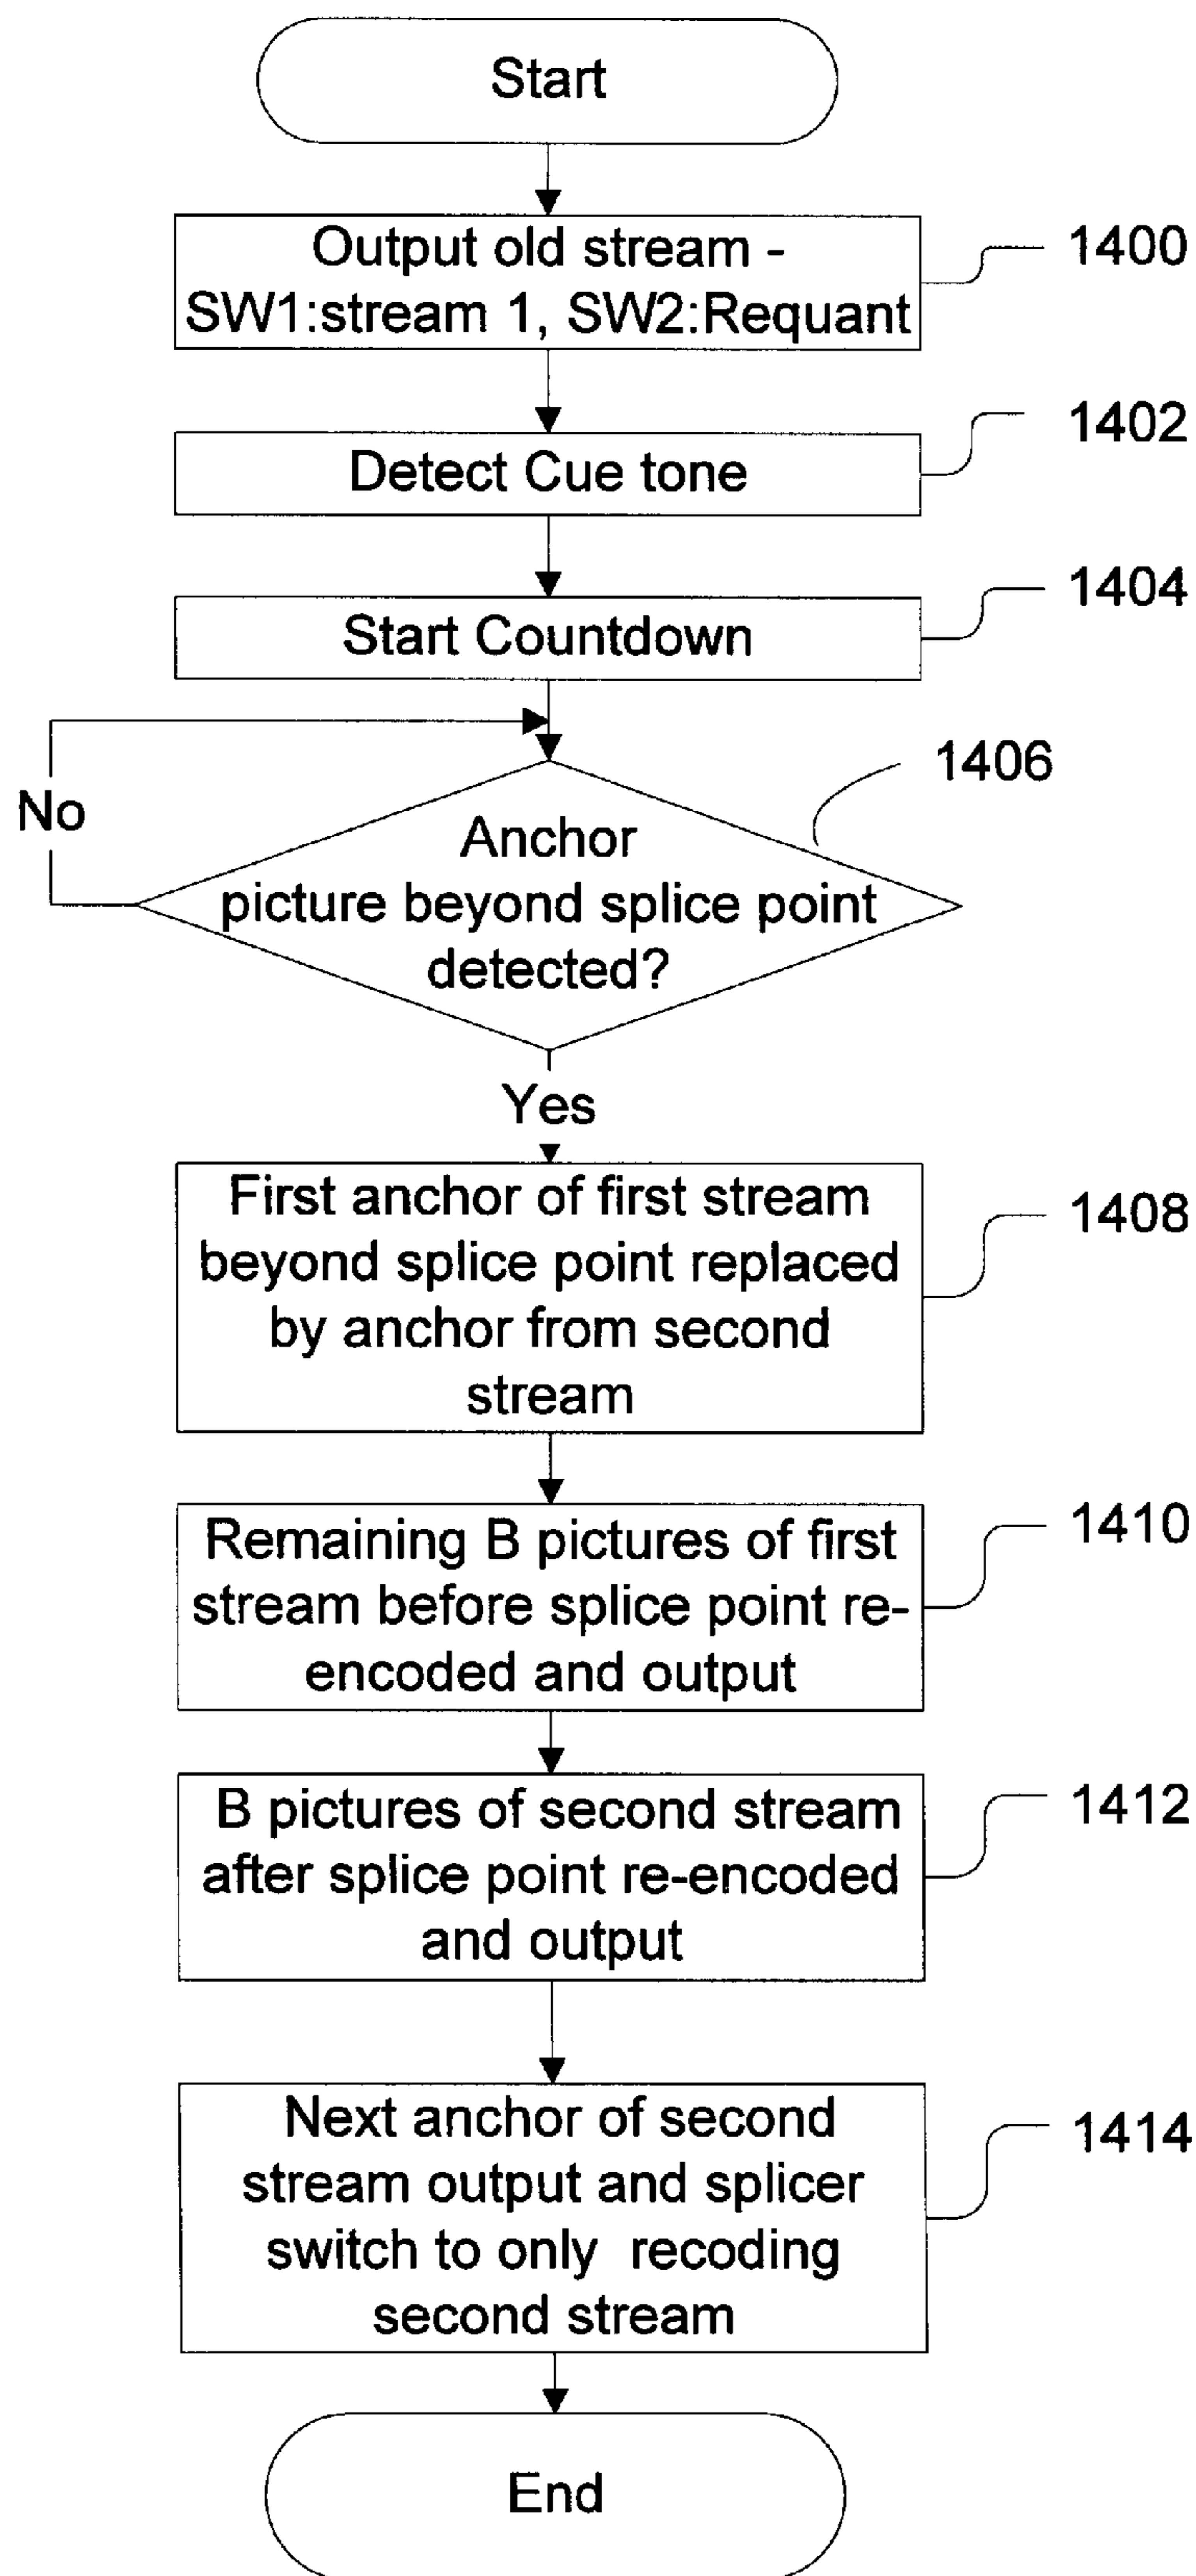 Start
Output old stream -
SW1:stream 1, SW2:Requant
1400
Detect Cue tone
1402
Start Countdown
1404
No
Anchor
picture beyond splice point
detected?
1406
Yes
First anchor of first stream
beyond splice point replaced
by anchor from second
stream
1408
Remaining B pictures of first
stream before splice point re-
encoded and output
1410
B pictures of second stream
after splice point re-encoded
and output
1412
Next anchor of second
stream output and splicer
switch to only recoding
second stream
1414
End